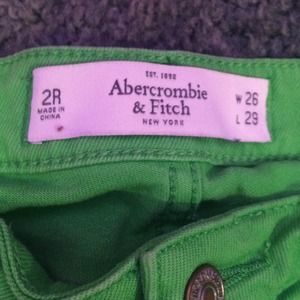 EST. 1892
2R
MADE IN
CHINA
Abercrombie
& Fitch
NEW YORK
W 26
L 29